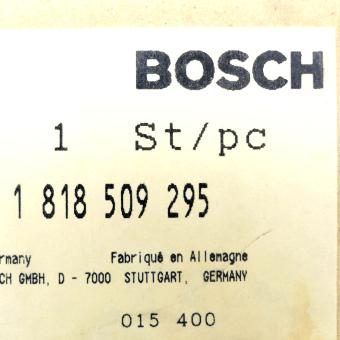 BOSCH
1 St/pc
1 818 509 295
rmany Fabriqué en Allemagne
CH GMBH, D - 7000 STUTTGART, GERMANY
015 400